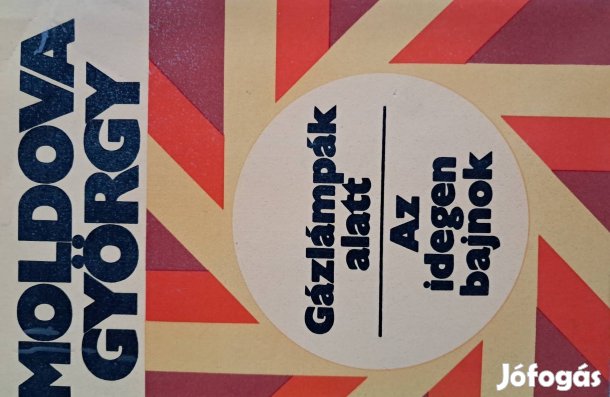 MOLDOVA
GYÖRGY
Gázlámpák
alatt
Az
idegen
bajnok
Jófogás